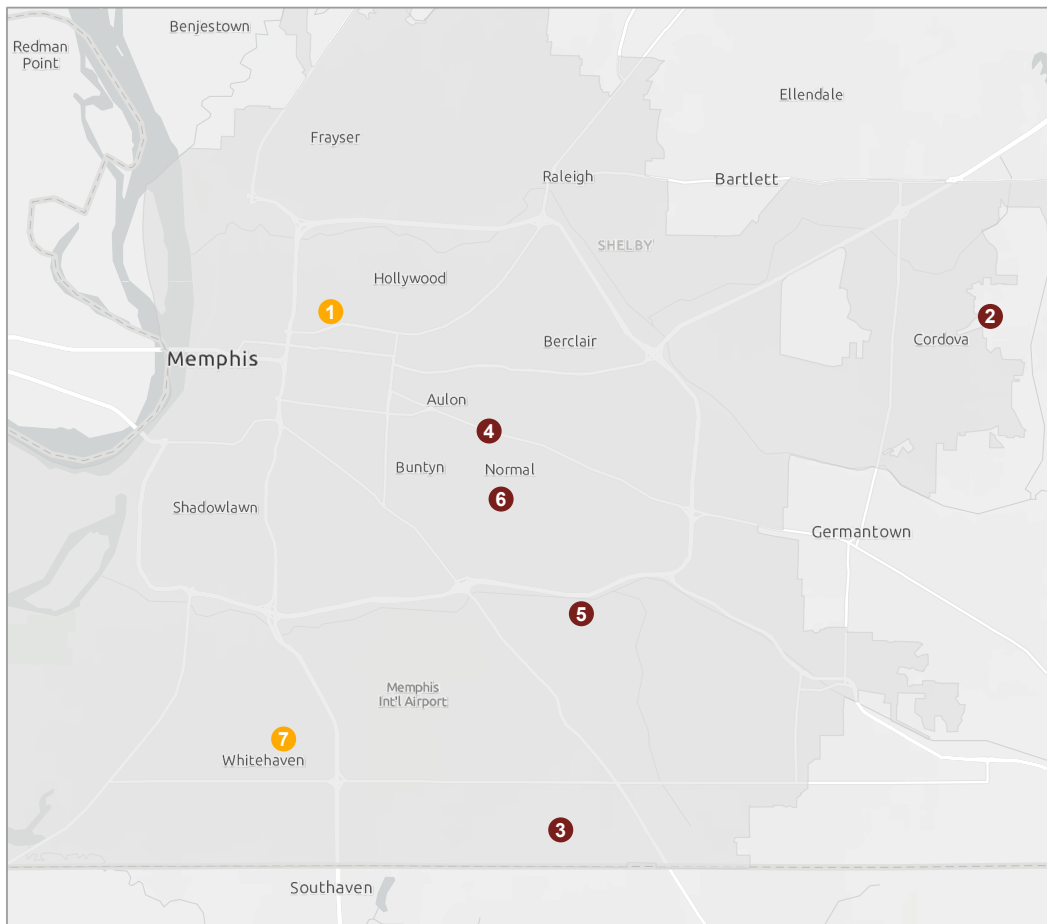 Benjestown
Redman
Point
Ellendale
Frayser
Raleigh
Bartlett
SHELBY
Hollywood
1
2
Berclair
Cordova
Memphis
Aulon
4
Buntyn
Normal
6
Shadowlawn
Germantown
5
Memphis
Int'l Airport
7
Whitehaven
3
Southaven